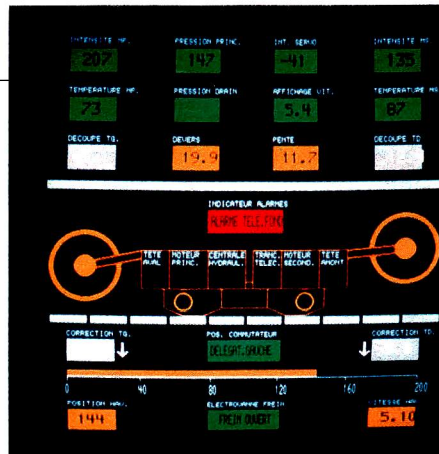 INTENSITE MP. PRESSION PRINC. INT. SERVO INTENSITE MS
207 147 -41 135
TEMPERATURE MP. PRESSION DRAIN AFFICHAGE VIT. TEMPERATURE MS
73 5.4 87
DECOUPE TG. DEVERS PENTE DECOUPE TD
19.9 11.7
INDICATEUR ALARMES
ALARME TELE.FOND
TETE AVAL MOTEUR PRINC. CENTRALE HYDRAUL. TRANC. TELEC. MOTEUR SECOND. TETE AMONT
CORRECTION TG. POS. COMMUTATEUR CORRECTION TD.
DELEGAT.GAUCHE
0 40 80 120 160 200
POSITION HAV. ELECTROVANNE FREIN VITESSE HAV
144 FREIN OUVERT 5.10